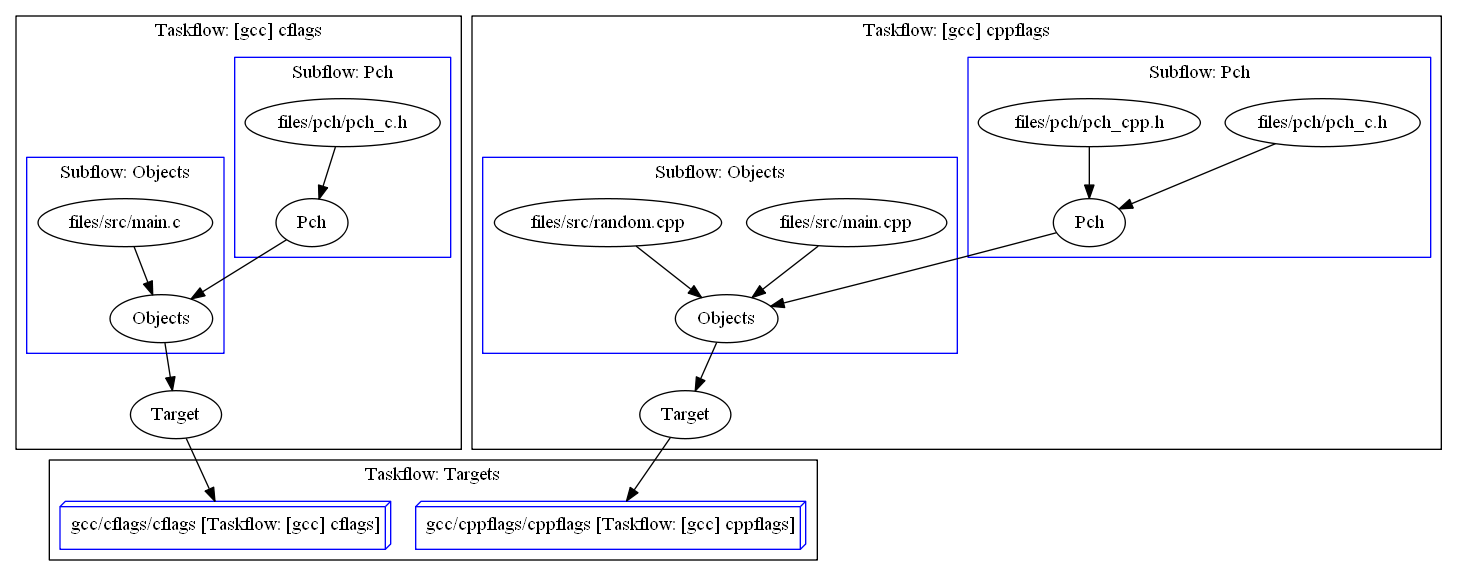 Taskflow: [gcc] cflags
Subflow: Pch
files/pch/pch_c.h
Subflow: Objects
files/src/main.c
Pch
Objects
Target
Taskflow: [gcc] cppflags
Subflow: Pch
files/pch/pch_cpp.h
files/pch/pch_c.h
Subflow: Objects
files/src/random.cpp
files/src/main.cpp
Pch
Objects
Target
Taskflow: Targets
gcc/cflags/cflags [Taskflow: [gcc] cflags]
gcc/cppflags/cppflags [Taskflow: [gcc] cppflags]